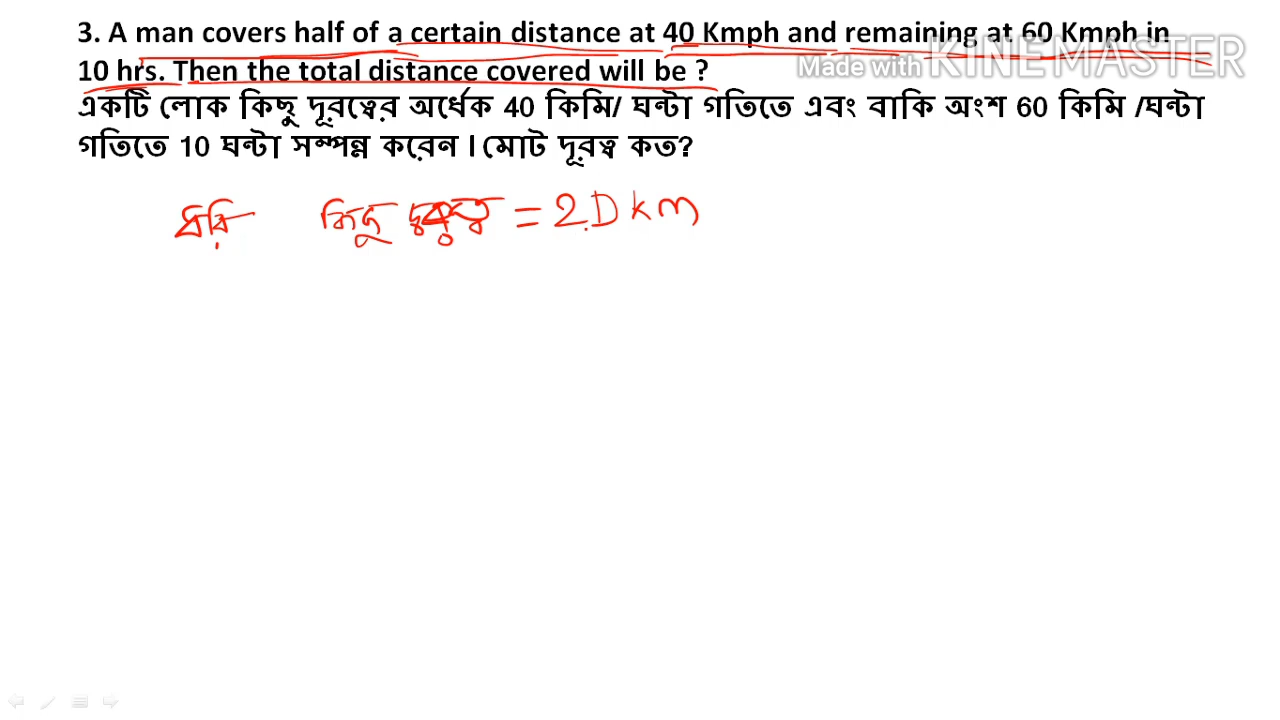 3. A man covers half of a certain distance at 40 Kmph and remaining at 60 Kmph in
Made with KINEMASTER
10 hrs. Then the total distance covered will be ?
একটি লোক কিছু দূরত্বের অর্ধেক 40 কিমি/ ঘন্টা গতিতে এবং বাকি অংশ 60 কিমি /ঘন্টা
গতিতে 10 ঘন্টা সম্পন্ন করেন। মোট দূরত্ব কত?
ধরি কিছু দূরত্ব = 2D km